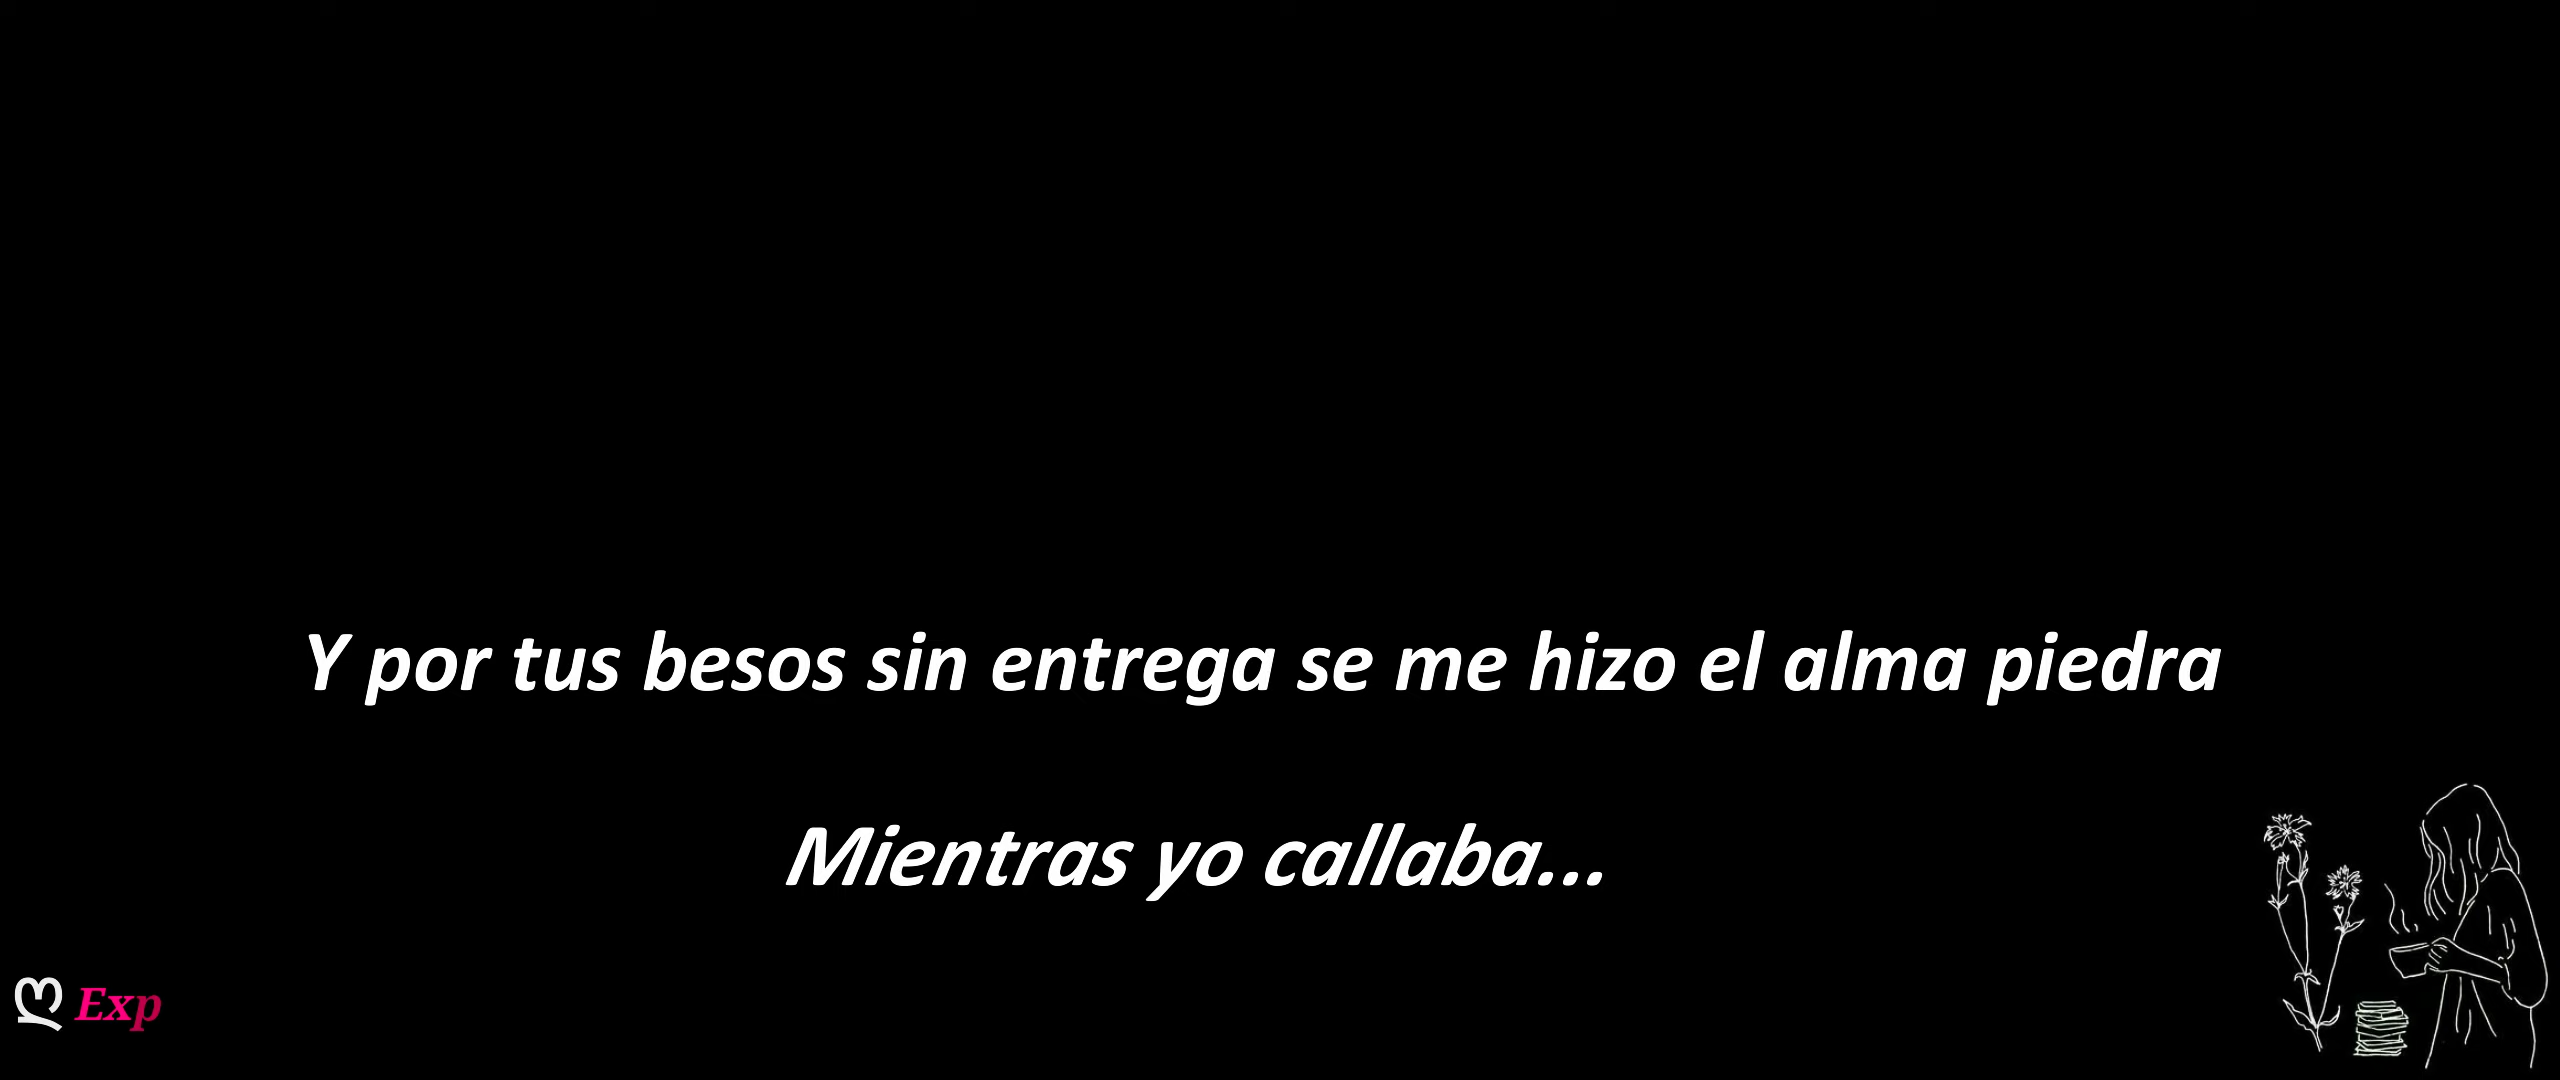 Y por tus besos sin entrega se me hizo el alma piedra
Mientras yo callaba...
ღ Exp